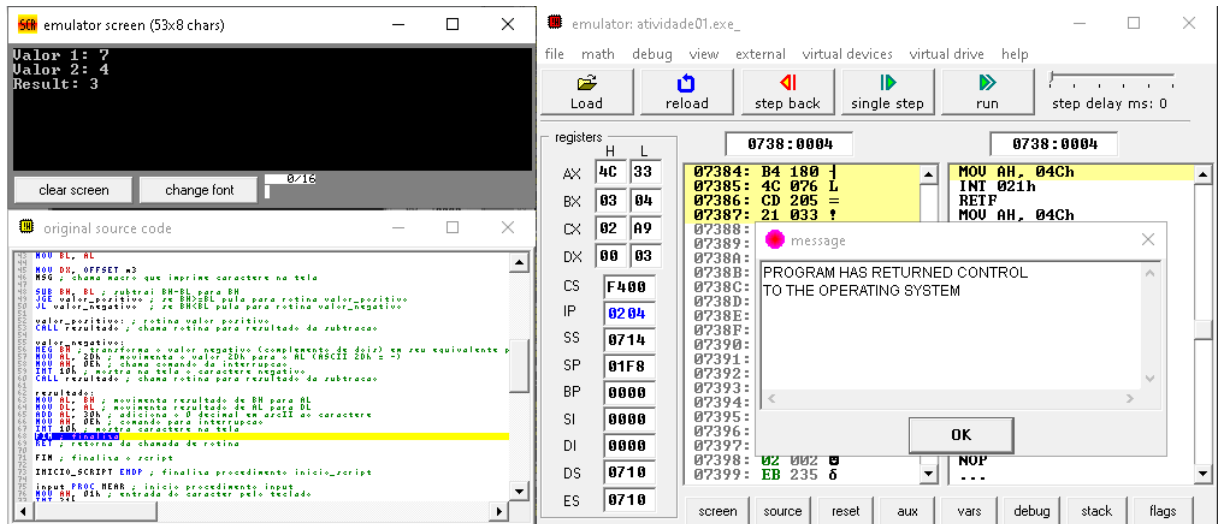 emulator screen (53x8 chars)
Valor 1: 7
Valor 2: 4
Result: 3
clear screen change font 0/16
original source code
43 MOV BL, AL
MOV DX, OFFSET m3
MSG ; chama macro que imprime caractere na tela
SUB BH, BL ; subtrai BH-BL para BH
JGE valor_positivo ; se BH>=BL pula para rotina valor_positivo
JL valor_negativo ; se BH<BL pula para rotina valor_negativo
valor_positivo: ; rotina valor positivo
CALL resultado ; chama rotina para resultado da subtracao
valor_negativo:
NEG BH ; transforma o valor negativo (complemento de dois) em seu equivalente p
MOV AL, 2Dh ; movimenta o valor 2Dh para o AL (ASCII 2Dh = -)
MOV AH, 0Eh ; chama comando da interrupcao
INT 10h ; mostra na tela o caractere negativo
CALL resultado ; chama rotina para resultado da subtracao
resultado:
MOV AL, BH ; movimenta resultado de BH para AL
MOV DL, AL ; movimenta resultado de AL para DL
ADD AL, 30h ; adiciona o 0 decimal em ascII ao caractere
MOV AH, 0Eh ; comando para interrupcao
INT 10h ; mostra caractere na tela
FIM ; finaliza
RET ; retorna da chamada de rotina
FIM ; finaliza o script
INICIO_SCRIPT ENDP ; finaliza procedimento inicio_script
input PROC NEAR ; inicio procedimento input
MOV AH, 01h ; entrada do caracter pelo teclado
emulator: atividade01.exe_
file math debug view external virtual devices virtual drive help
Load reload step back single step run step delay ms: 0
registers
H L
AX 4C 33
BX 03 04
CX 02 A9
DX 00 03
CS F400
IP 0204
SS 0714
SP 01F8
BP 0000
SI 0000
DI 0000
DS 0710
ES 0710
0738:0004 0738:0004
07384: B4 180 ┤
07385: 4C 076 L
07386: CD 205 =
07387: 21 033 !
07388:
07389:
0738A:
0738B:
0738C:
0738D:
0738E:
0738F:
07390:
07391:
07392:
07393:
07394:
07395:
07396:
07397:
07398: 02 002 ☻
07399: EB 235 δ
MOV AH, 04Ch
INT 021h
RETF
MOV AH, 04Ch
NOP
...
message
PROGRAM HAS RETURNED CONTROL
TO THE OPERATING SYSTEM
OK
screen source reset aux vars debug stack flags